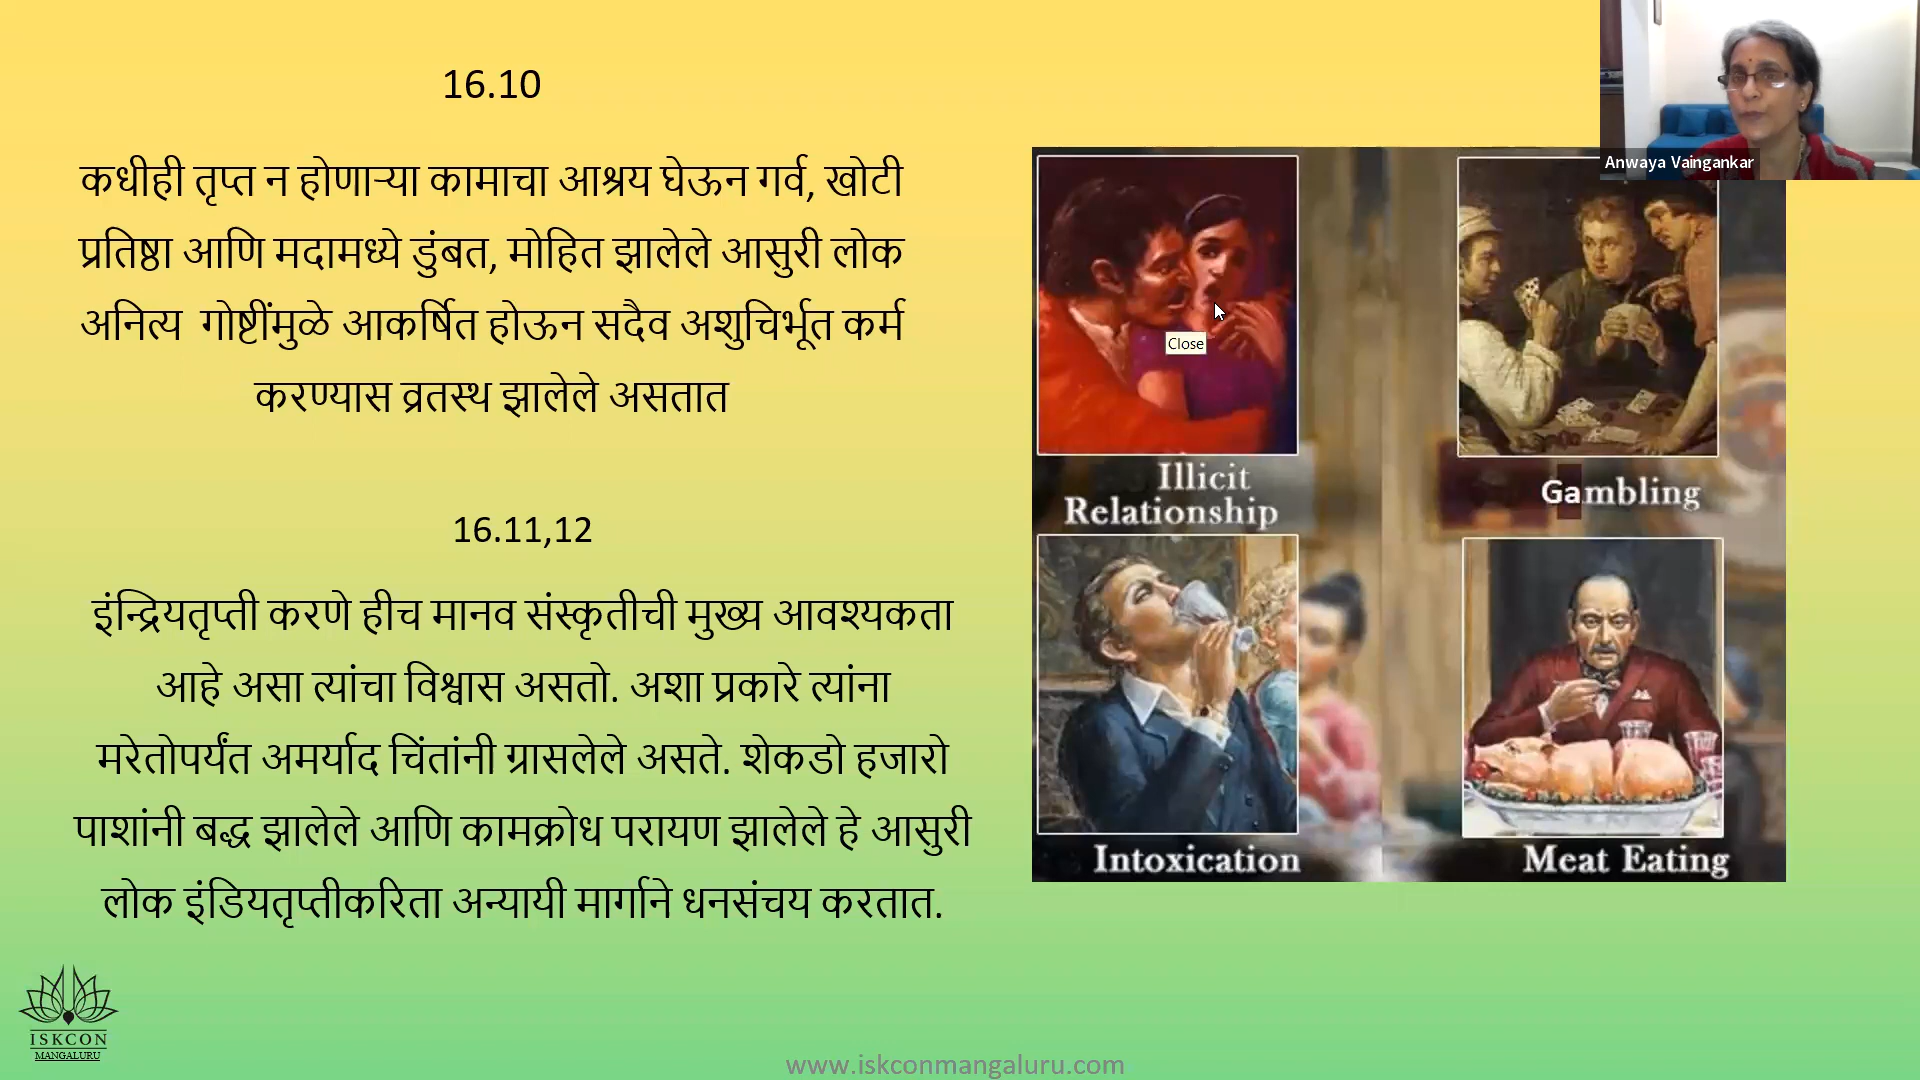 16.10
कधीही तृप्त न होणाऱ्या कामाचा आश्रय घेऊन गर्व, खोटी
प्रतिष्ठा आणि मदामध्ये डुंबत, मोहित झालेले आसुरी लोक
अनित्य गोष्टींमुळे आकर्षित होऊन सदैव अशुचिर्भूत कर्म
करण्यास व्रतस्थ झालेले असतात
16.11,12
इंन्द्रियतृप्ती करणे हीच मानव संस्कृतीची मुख्य आवश्यकता
आहे असा त्यांचा विश्वास असतो. अशा प्रकारे त्यांना
मरेतोपर्यंत अमर्याद चिंतांनी ग्रासलेले असते. शेकडो हजारो
पाशांनी बद्ध झालेले आणि कामक्रोध परायण झालेले हे आसुरी
लोक इंडियतृप्तीकरिता अन्यायी मार्गाने धनसंचय करतात.
Anwaya Vaingankar
Close
Illicit
Relationship
Gambling
Intoxication
Meat Eating
ISKCON
MANGALURU
www.iskconmangaluru.com